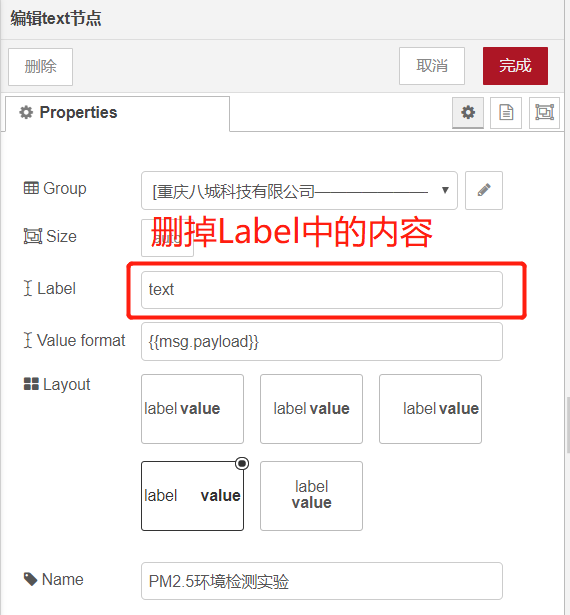 编辑text节点
删除 取消 完成
Properties
Group [重庆八城科技有限公司———————
Size auto
删掉Label中的内容
Label text
Value format {{msg.payload}}
Layout
label value label value label value
label value label
value
Name PM2.5环境检测实验